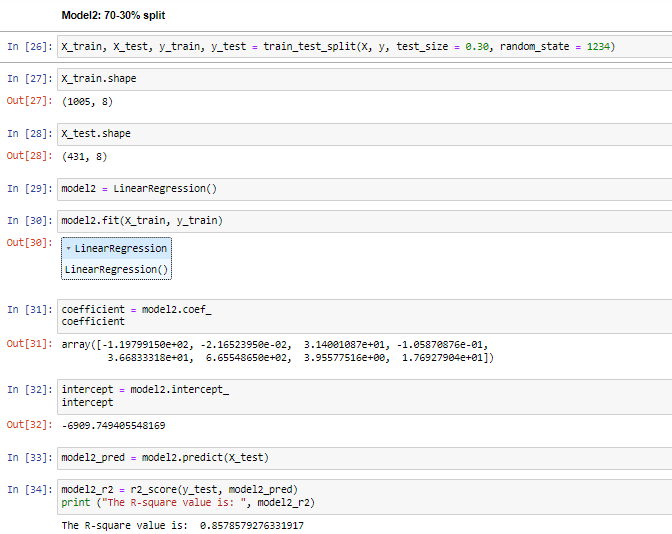 Model2: 70-30% split
In [26]: X_train, X_test, y_train, y_test = train_test_split(X, y, test_size = 0.30, random_state = 1234)
In [27]: X_train.shape
Out[27]: (1005, 8)
In [28]: X_test.shape
Out[28]: (431, 8)
In [29]: model2 = LinearRegression()
In [30]: model2.fit(X_train, y_train)
Out[30]: ▾ LinearRegression
LinearRegression()
In [31]: coefficient = model2.coef_
coefficient
Out[31]: array([-1.19799150e+02, -2.16523950e-02, 3.14001087e+01, -1.05870876e-01,
3.66833318e+01, 6.65548650e+02, 3.95577516e+00, 1.76927904e+01])
In [32]: intercept = model2.intercept_
intercept
Out[32]: -6909.749405548169
In [33]: model2_pred = model2.predict(X_test)
In [34]: model2_r2 = r2_score(y_test, model2_pred)
print ("The R-square value is: ", model2_r2)
The R-square value is:  0.8578579276331917